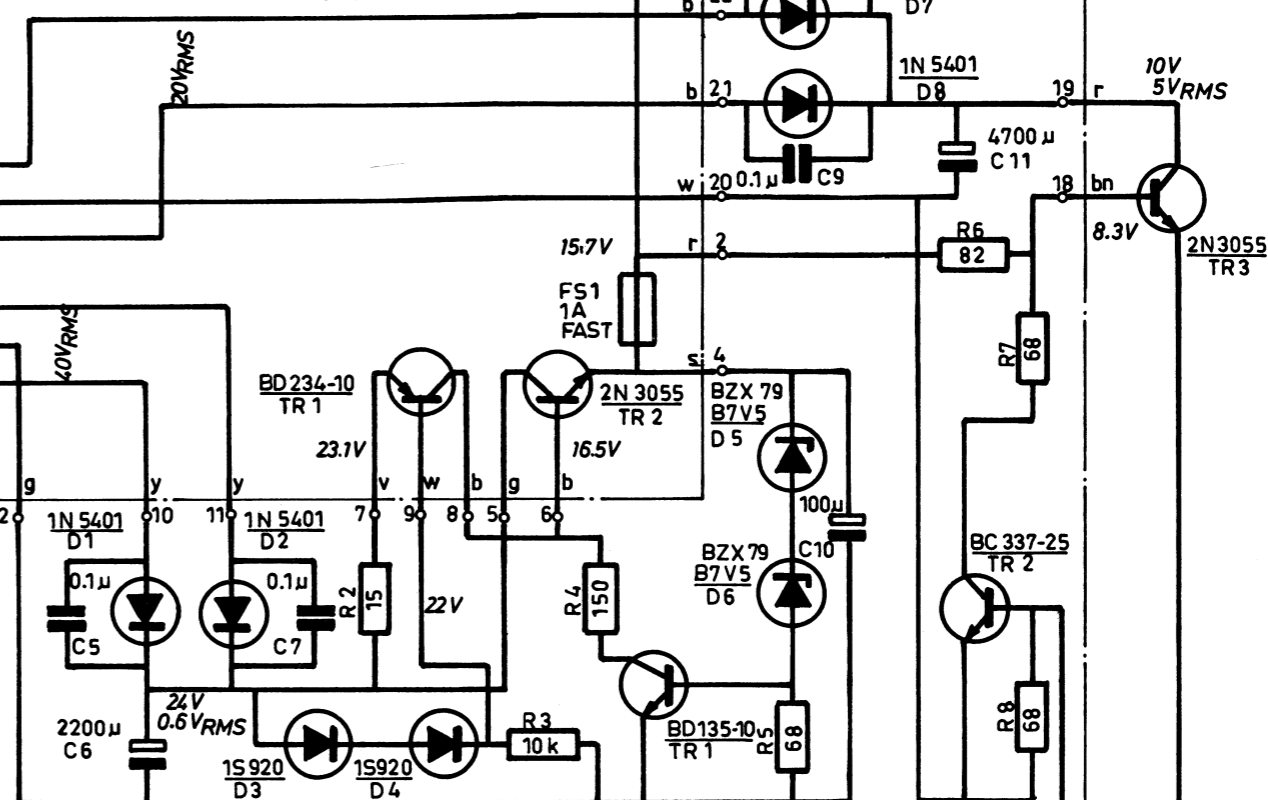 b
D7
20VRMS
b 21
1N 5401
D8
19 r
10V
5VRMS
4700µ
C 11
w 20
0.1µ
C9
18 bn
8.3V
2N3055
TR3
15.7V
r 2
R6
82
FS1
1A
FAST
R7
68
40VRMS
4
BD 234-10
TR 1
2N 3055
TR 2
BZX 79
B7V5
D 5
23.1V
16.5V
g
y
y
v
w
b
g
b
2
10
11
7
9
8
5
6
1N 5401
D1
1N 5401
D2
100µ
C10
0.1µ
C5
0.1µ
C7
R2
15
22V
R4
150
BZX 79
B7V5
D6
BC 337-25
TR 2
24V
0.6VRMS
2200µ
C6
1S920
D3
1S920
D4
R3
10 k
BD135-10
TR 1
R5
68
R8
68